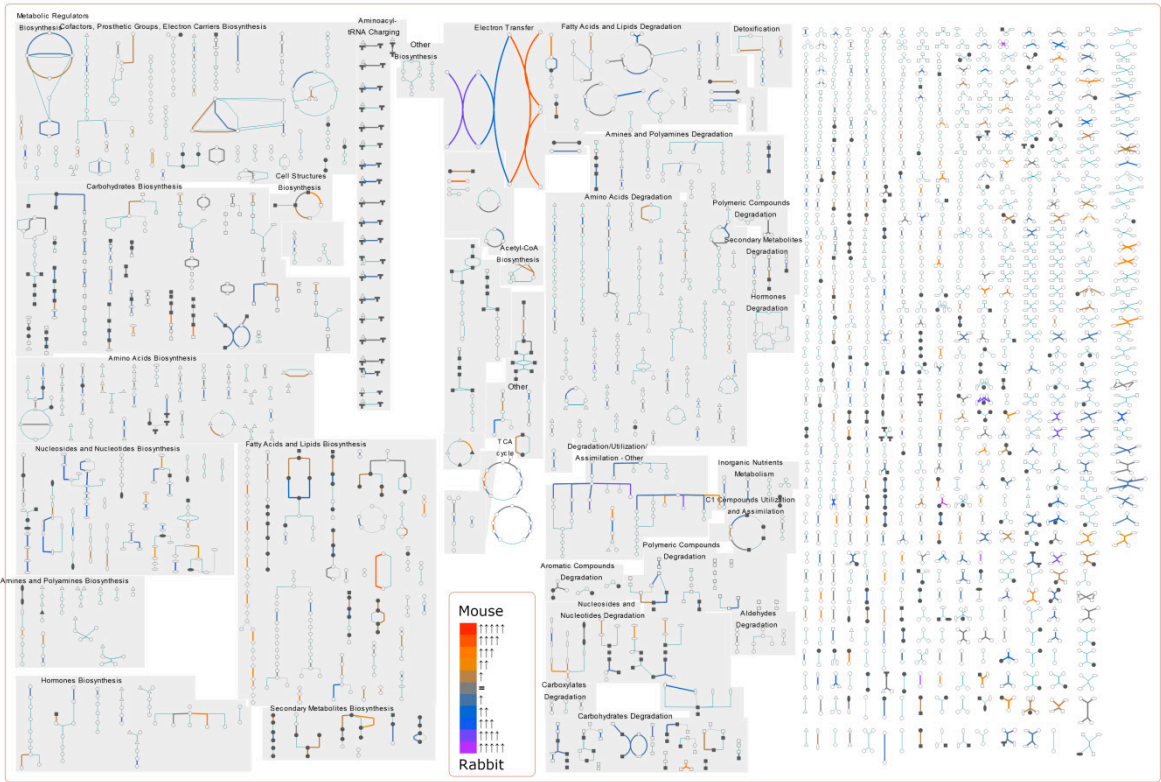 Metabolic Regulators
Biosynthesis
Cofactors, Prosthetic Groups, Electron Carriers Biosynthesis
Aminoacyl-
tRNA Charging
Other
Biosynthesis
Electron Transfer
Fatty Acids and Lipids Degradation
Detoxification
Amines and Polyamines Degradation
Cell Structures
Biosynthesis
Carbohydrates Biosynthesis
Amino Acids Degradation
Polymeric Compounds
Degradation
Secondary Metabolites
Degradation
Acetyl-CoA
Biosynthesis
Hormones
Degradation
Amino Acids Biosynthesis
Other
Nucleosides and Nucleotides Biosynthesis
Fatty Acids and Lipids Biosynthesis
TCA
cycle
Degradation/Utilization/
Assimilation - Other
Inorganic Nutrients
Metabolism
C1 Compounds Utilization
and Assimilation
Polymeric Compounds
Degradation
Aromatic Compounds
Degradation
Amines and Polyamines Biosynthesis
Nucleosides and
Nucleotides Degradation
Aldehydes
Degradation
Hormones Biosynthesis
Carboxylates
Degradation
Secondary Metabolites Biosynthesis
Carbohydrates Degradation
Mouse
↑↑↑↑↑
↑↑↑↑
↑↑↑
↑↑
↑
=
↑
↑↑
↑↑↑
↑↑↑↑
↑↑↑↑↑
Rabbit